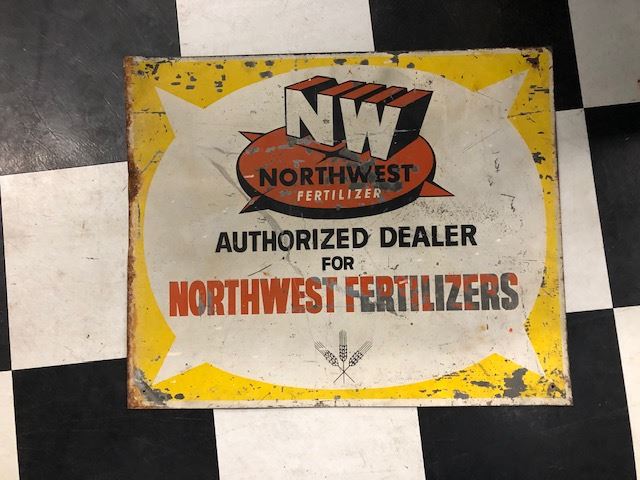 NW
NORTHWEST
FERTILIZER
AUTHORIZED DEALER
FOR
NORTHWEST FERTILIZERS